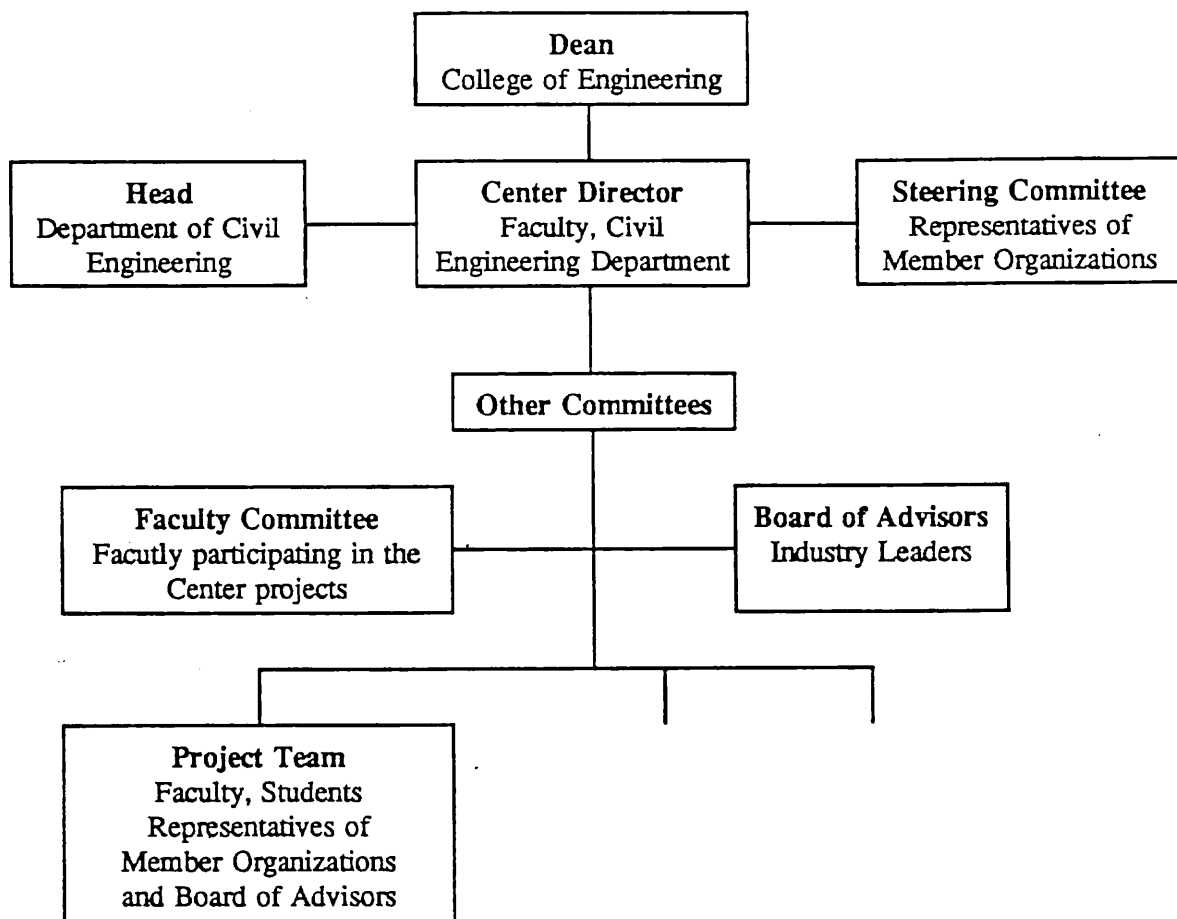 Dean
College of Engineering
Head
Department of Civil
Engineering
Center Director
Faculty, Civil
Engineering Department
Steering Committee
Representatives of
Member Organizations
Other Committees
Faculty Committee
Facutly participating in the
Center projects
Board of Advisors
Industry Leaders
Project Team
Faculty, Students
Representatives of
Member Organizations
and Board of Advisors